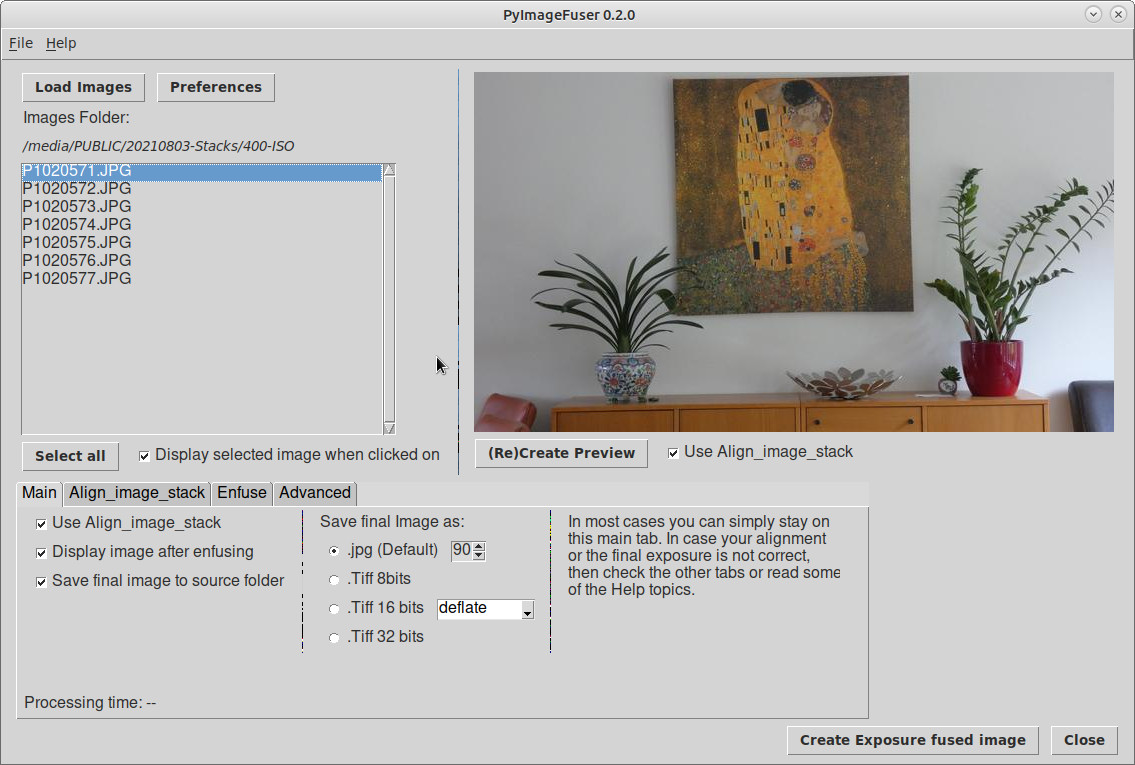 PyImageFuser 0.2.0
File Help
Load Images Preferences
Images Folder:
/media/PUBLIC/20210803-Stacks/400-ISO
P1020571.JPG
P1020572.JPG
P1020573.JPG
P1020574.JPG
P1020575.JPG
P1020576.JPG
P1020577.JPG
Select all Display selected image when clicked on
(Re)Create Preview Use Align_image_stack
Main Align_image_stack Enfuse Advanced
Use Align_image_stack
Display image after enfusing
Save final image to source folder
Save final Image as:
.jpg (Default) 90
.Tiff 8bits
.Tiff 16 bits deflate
.Tiff 32 bits
In most cases you can simply stay on
this main tab. In case your alignment
or the final exposure is not correct,
then check the other tabs or read some
of the Help topics.
Processing time: --
Create Exposure fused image Close